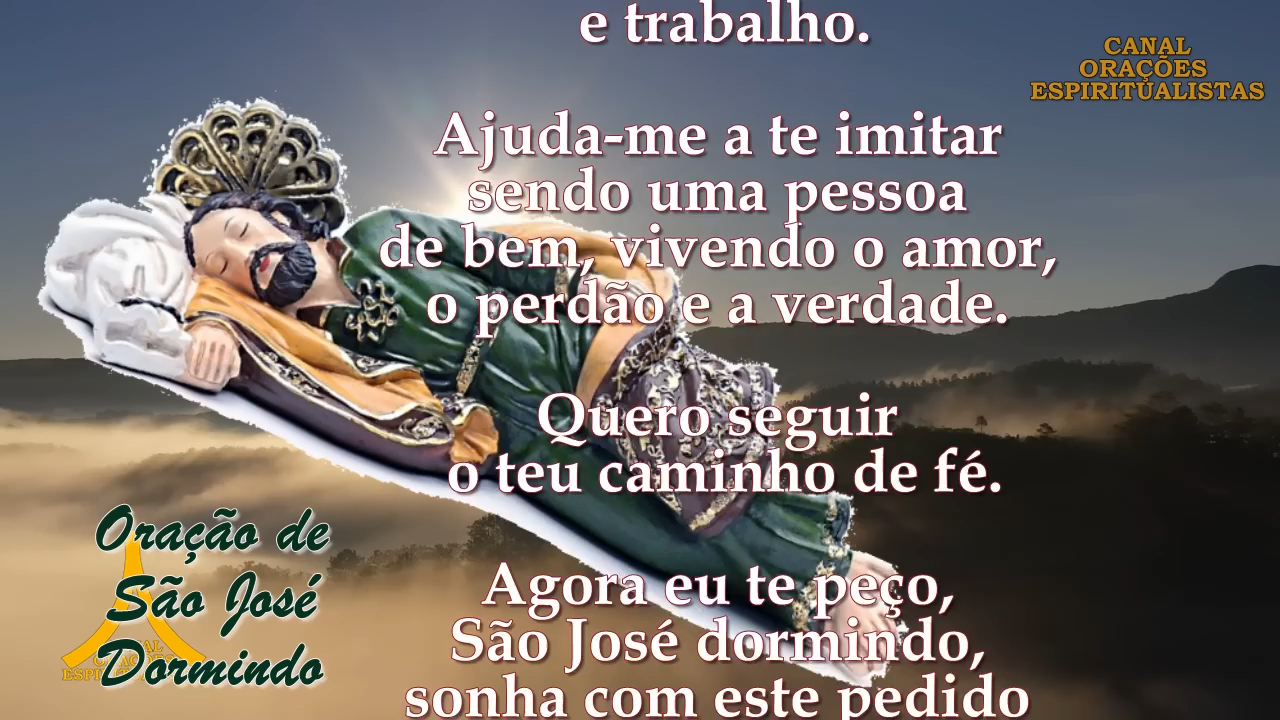 e trabalho.
CANAL
ORAÇÕES
ESPIRITUALISTAS
Ajuda-me a te imitar
sendo uma pessoa
de bem, vivendo o amor,
o perdão e a verdade.
Quero seguir
o teu caminho de fé.
Agora eu te peço,
São José dormindo,
sonha com este pedido
Oração de
São José
Dormindo